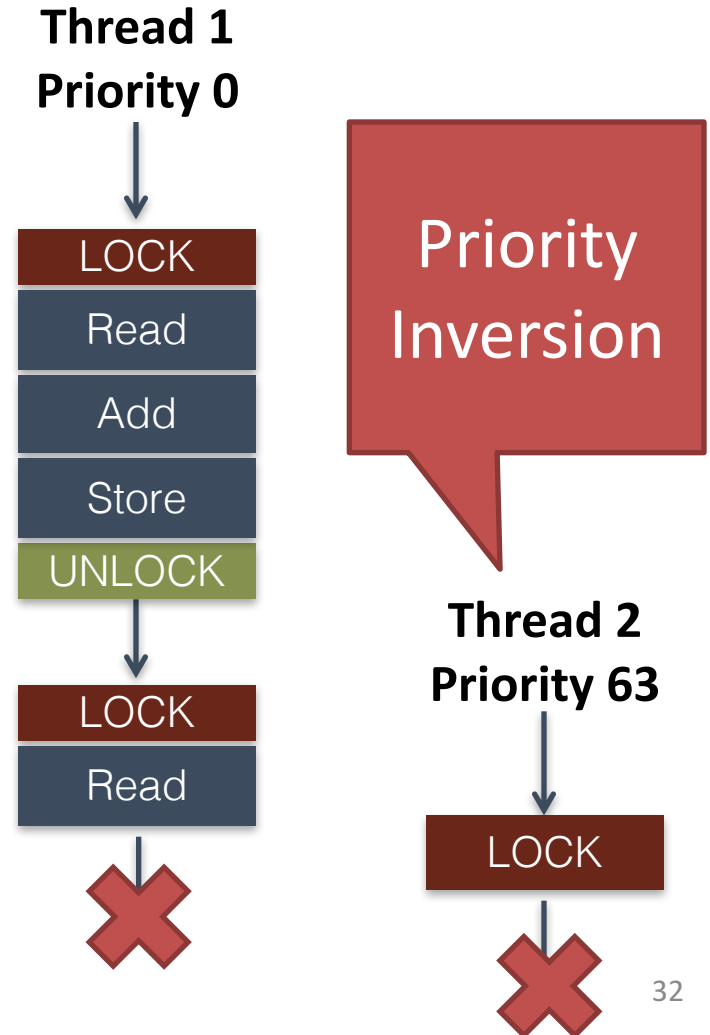 Thread 1
Priority 0
LOCK
Read
Add
Store
UNLOCK
LOCK
Read
Priority
Inversion
Thread 2
Priority 63
LOCK
32